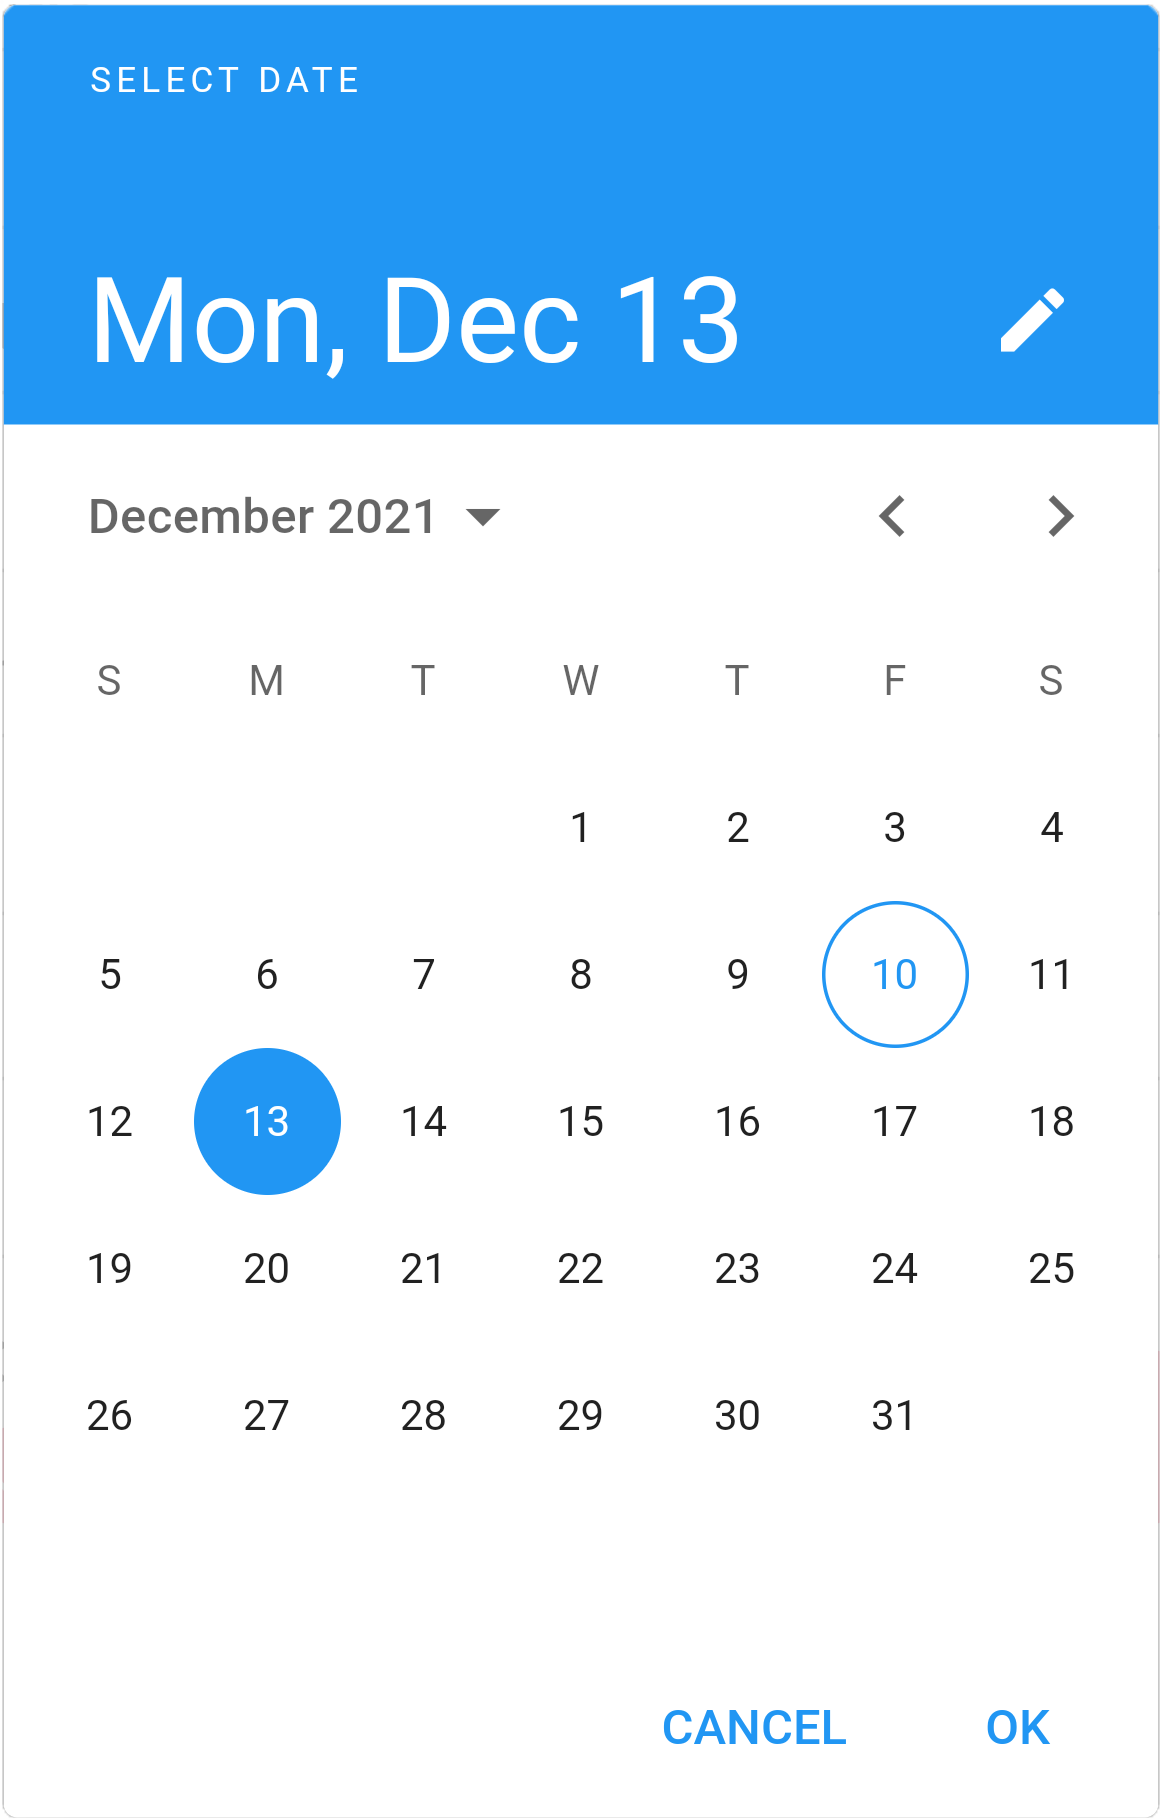 SELECT DATE
Mon, Dec 13
December 2021
S M T W T F S
1 2 3 4
5 6 7 8 9 10 11
12 13 14 15 16 17 18
19 20 21 22 23 24 25
26 27 28 29 30 31
CANCEL OK